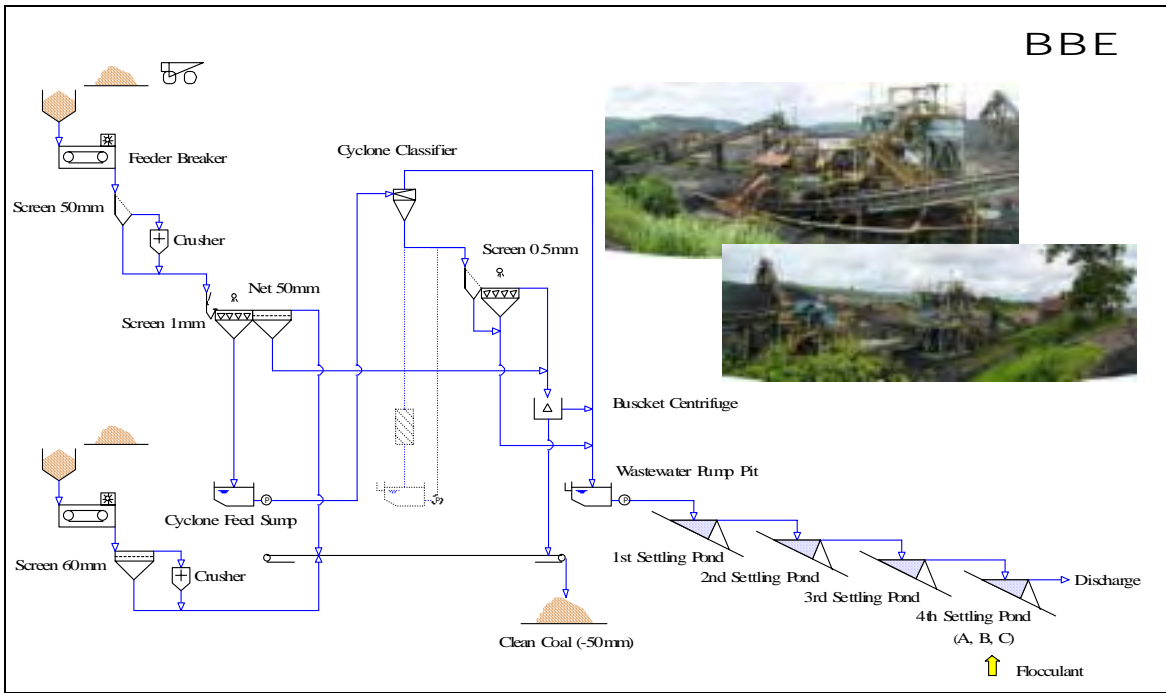 BBE
Feeder Breaker
Cyclone Classifier
Screen 50mm
Crusher
Screen 0.5mm
Net 50mm
Screen 1mm
Buscket Centrifuge
Wastewater Pump Pit
P
P
P
Cyclone Feed Sump
1st Settling Pond
2nd Settling Pond
3rd Settling Pond
4th Settling Pond
(A, B, C)
Discharge
Screen 60mm
Crusher
Clean Coal (-50mm)
Flocculant